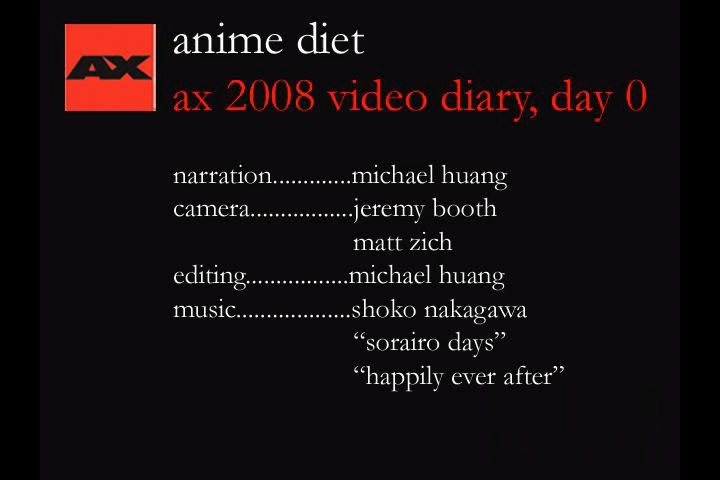 AX
anime diet
ax 2008 video diary, day 0
narration.............michael huang
camera.................jeremy booth
matt zich
editing.................michael huang
music...................shoko nakagawa
“sorairo days”
“happily ever after”